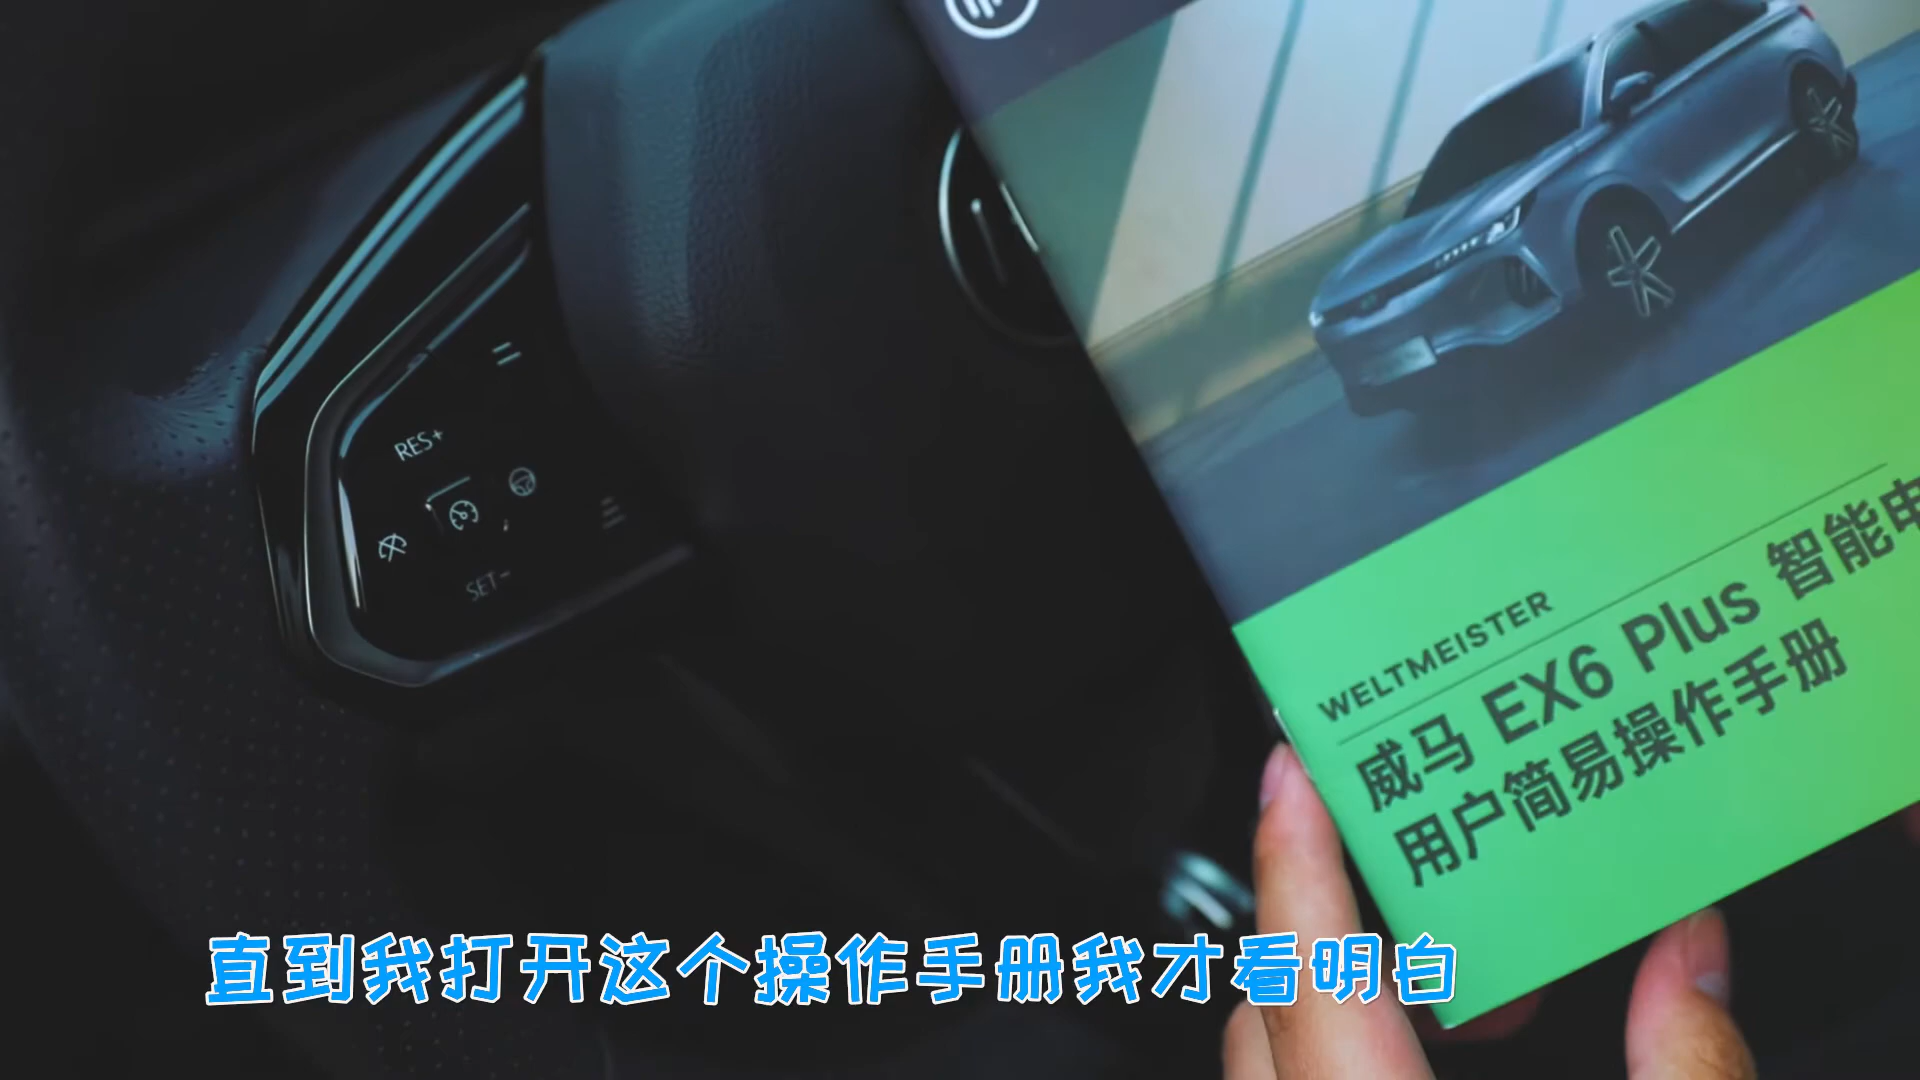 RES+
SET-
WELTMEISTER
威马 EX6 Plus 智能电
用户简易操作手册
直到我打开这个操作手册我才看明白